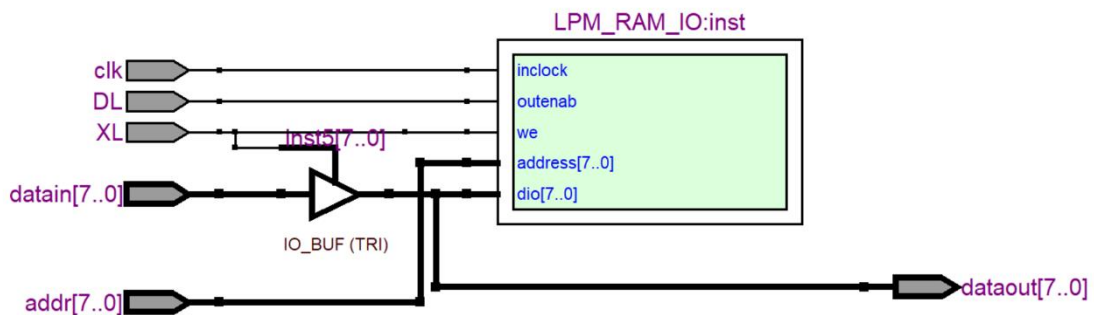 LPM_RAM_IO:inst
clk
inclock
DL
outenab
XL
we
inst5[7..0]
address[7..0]
datain[7..0]
dio[7..0]
IO_BUF (TRI)
addr[7..0]
dataout[7..0]